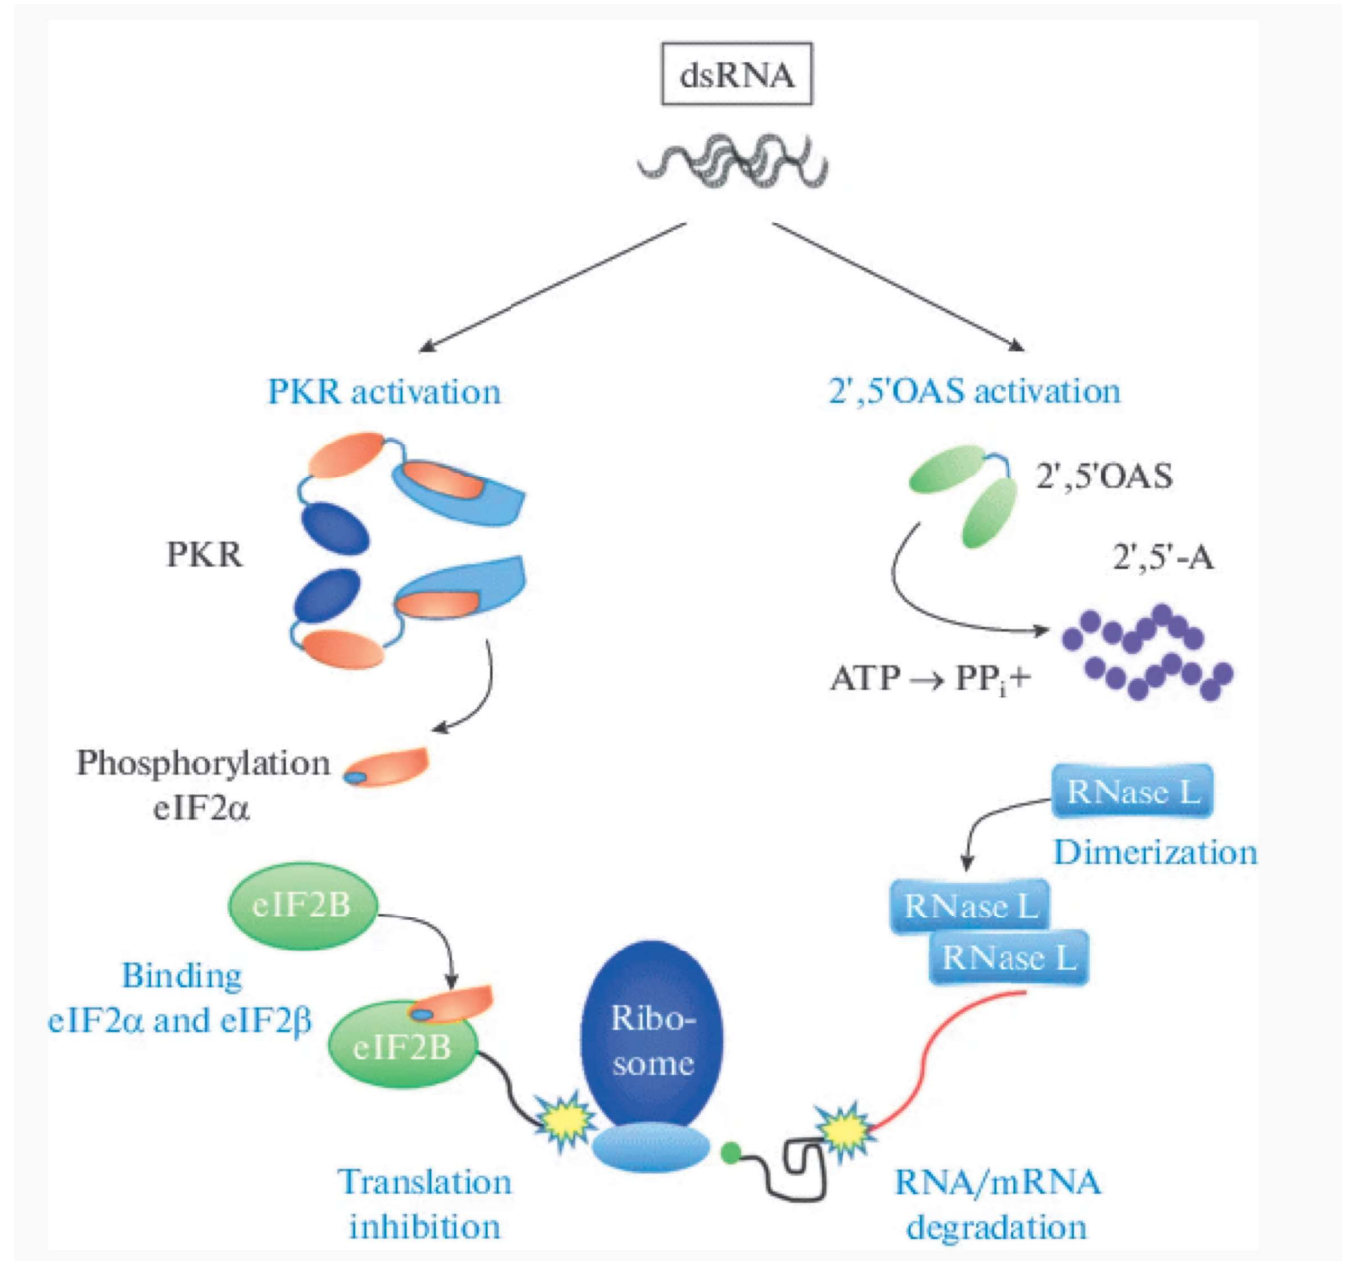 dsRNA
PKR activation
PKR
Phosphorylation
eIF2α
eIF2B
Binding
eIF2α and eIF2β
eIF2B
Translation
inhibition
Ribo-
some
2',5'OAS activation
2',5'OAS
2',5'-A
ATP → PPi+
RNase L
Dimerization
RNase L
RNase L
RNA/mRNA
degradation